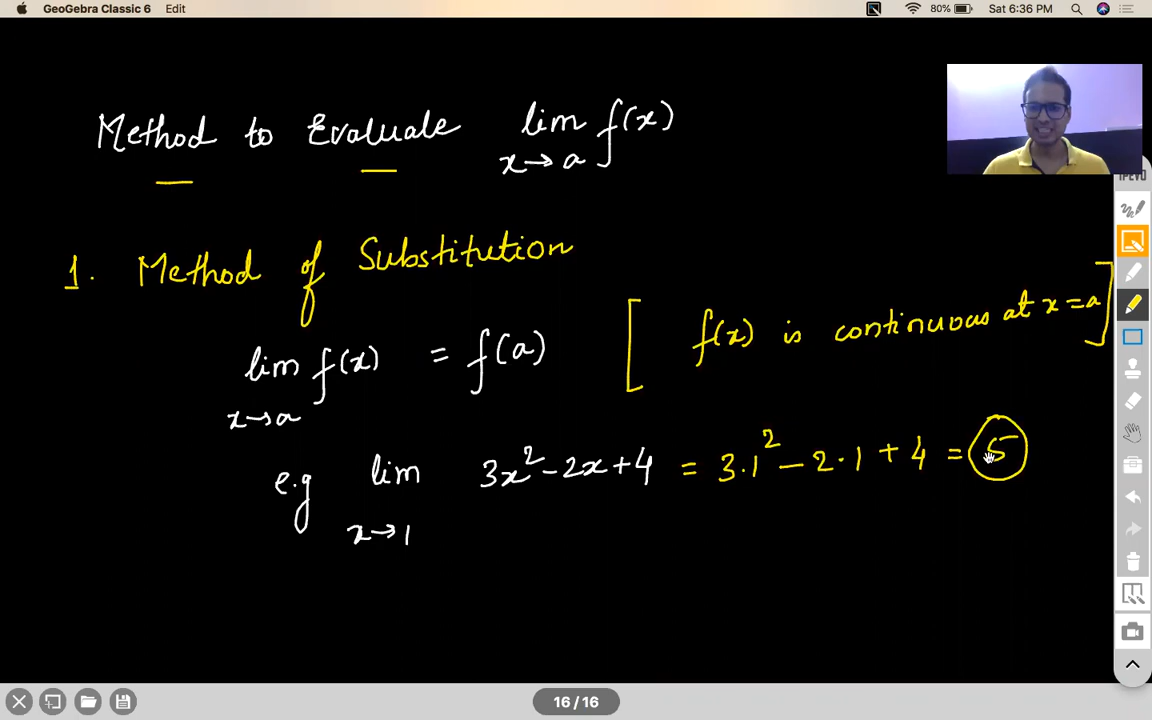 GeoGebra Classic 6 Edit 80% Sat 6:36 PM
Method to Evaluate lim f(x)
x→a
IPEVO
1. Method of Substitution
lim f(x) = f(a) [ f(x) is continuous at x=a ]
x→a
e.g lim 3x²-2x+4 = 3·1² - 2·1 + 4 = 5
x→1
16/16